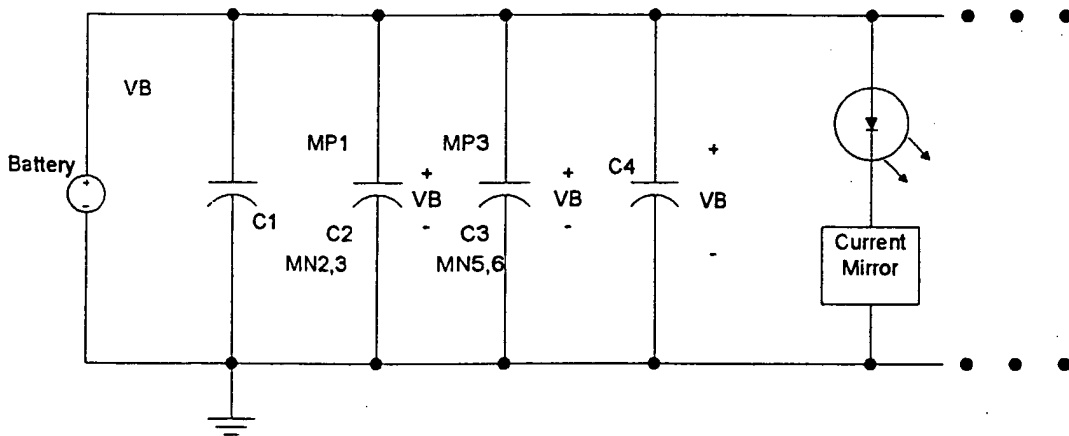 VB
Battery
+
-
C1
MP1
C2
MN2,3
+
VB
-
MP3
C3
MN5,6
+
VB
-
C4
+
VB
-
Current
Mirror